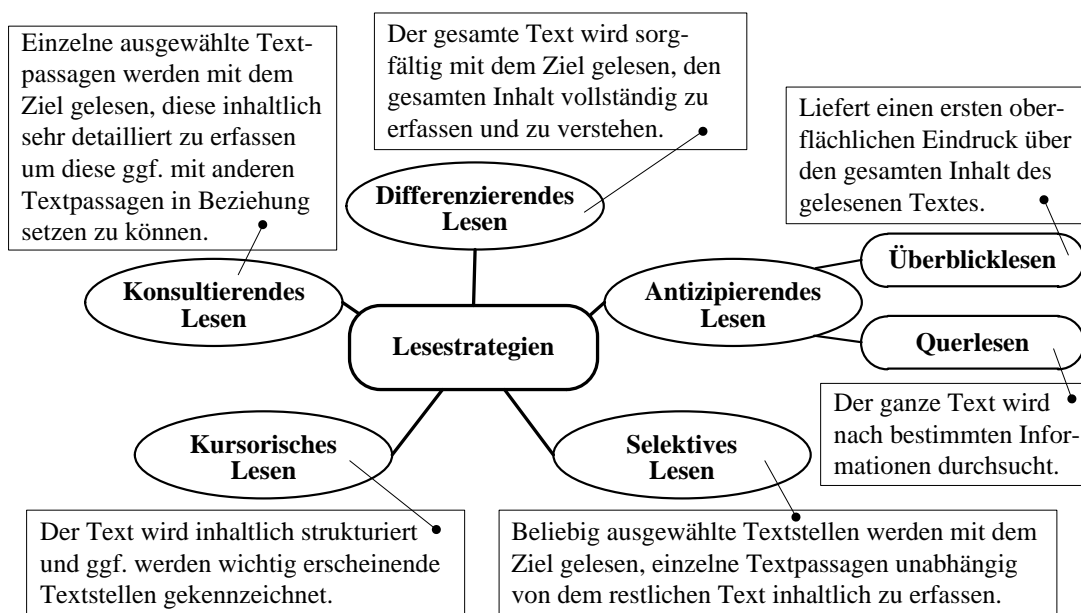 Einzelne ausgewählte Text-
passagen werden mit dem
Ziel gelesen, diese inhaltlich
sehr detailliert zu erfassen
um diese ggf. mit anderen
Textpassagen in Beziehung
setzen zu können.
Der gesamte Text wird sorg-
fältig mit dem Ziel gelesen, den
gesamten Inhalt vollständig zu
erfassen und zu verstehen.
Liefert einen ersten ober-
flächlichen Eindruck über
den gesamten Inhalt des
gelesenen Textes.
Differenzierendes
Lesen
Konsultierendes
Lesen
Antizipierendes
Lesen
Überblicklesen
Lesestrategien
Querlesen
Der ganze Text wird
nach bestimmten Infor-
mationen durchsucht.
Kursorisches
Lesen
Selektives
Lesen
Der Text wird inhaltlich strukturiert
und ggf. werden wichtig erscheinende
Textstellen gekennzeichnet.
Beliebig ausgewählte Textstellen werden mit dem
Ziel gelesen, einzelne Textpassagen unabhängig
von dem restlichen Text inhaltlich zu erfassen.